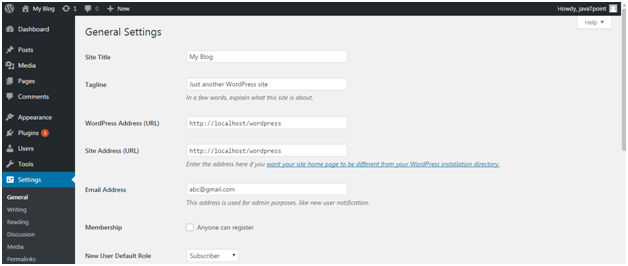 My Blog 1 0 + New Howdy, javaTpoint
Help
Dashboard
Posts
Media
Pages
Comments
Appearance
Plugins 1
Users
Tools
Settings
General
Writing
Reading
Discussion
Media
Permalinks
General Settings
Site Title My Blog
Tagline Just another WordPress site
In a few words, explain what this site is about.
WordPress Address (URL) http://localhost/wordpress
Site Address (URL) http://localhost/wordpress
Enter the address here if you want your site home page to be different from your WordPress installation directory.
Email Address abc@gmail.com
This address is used for admin purposes, like new user notification.
Membership Anyone can register
New User Default Role Subscriber